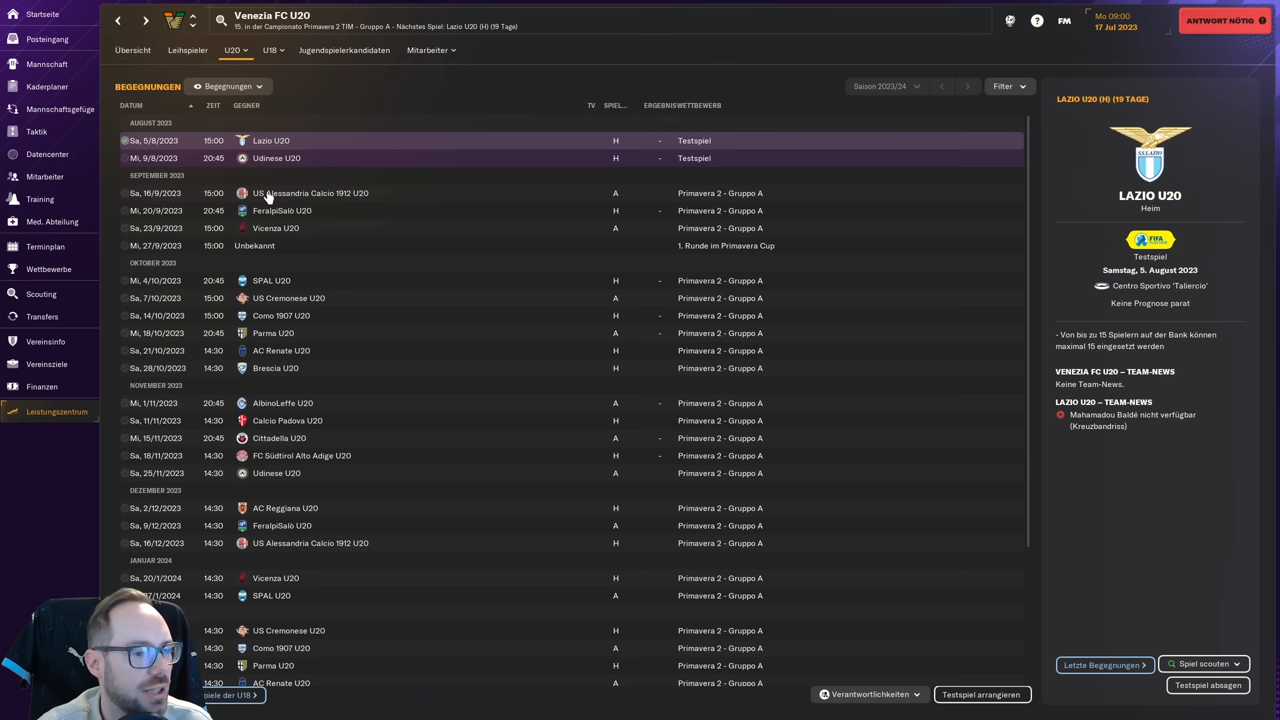 Startseite
Posteingang
Mannschaft
Kaderplaner
Mannschaftsgefüge
Taktik
Datencenter
Mitarbeiter
Training
Med. Abteilung
Terminplan
Wettbewerbe
Scouting
Transfers
Vereinsinfo
Vereinsziele
Finanzen
Leistungszentrum
Venezia FC U20
15. in der Campionato Primavera 2 TIM - Gruppo A - Nächstes Spiel: Lazio U20 (H) (19 Tage)
FM
Mo 09:00
17 Jul 2023
ANTWORT NÖTIG
Übersicht Leihspieler U20 U18 Jugendspielerkandidaten Mitarbeiter
BEGEGNUNGEN Begegnungen Saison 2023/24 Filter
DATUM ZEIT GEGNER TV SPIEL... ERGEBNIS WETTBEWERB
AUGUST 2023
Sa, 5/8/2023 15:00 Lazio U20 H - Testspiel
Mi, 9/8/2023 20:45 Udinese U20 H - Testspiel
SEPTEMBER 2023
Sa, 16/9/2023 15:00 US Alessandria Calcio 1912 U20 A Primavera 2 - Gruppo A
Mi, 20/9/2023 20:45 FeralpiSalò U20 H - Primavera 2 - Gruppo A
Sa, 23/9/2023 15:00 Vicenza U20 A Primavera 2 - Gruppo A
Mi, 27/9/2023 15:00 Unbekannt 1. Runde im Primavera Cup
OKTOBER 2023
Mi, 4/10/2023 20:45 SPAL U20 H - Primavera 2 - Gruppo A
Sa, 7/10/2023 15:00 US Cremonese U20 A Primavera 2 - Gruppo A
Sa, 14/10/2023 15:00 Como 1907 U20 H - Primavera 2 - Gruppo A
Mi, 18/10/2023 20:45 Parma U20 A - Primavera 2 - Gruppo A
Sa, 21/10/2023 14:30 AC Renate U20 H Primavera 2 - Gruppo A
Sa, 28/10/2023 14:30 Brescia U20 H Primavera 2 - Gruppo A
NOVEMBER 2023
Mi, 1/11/2023 20:45 AlbinoLeffe U20 A - Primavera 2 - Gruppo A
Sa, 11/11/2023 14:30 Calcio Padova U20 H Primavera 2 - Gruppo A
Mi, 15/11/2023 20:45 Cittadella U20 A - Primavera 2 - Gruppo A
Sa, 18/11/2023 14:30 FC Südtirol Alto Adige U20 H - Primavera 2 - Gruppo A
Sa, 25/11/2023 14:30 Udinese U20 A Primavera 2 - Gruppo A
DEZEMBER 2023
Sa, 2/12/2023 14:30 AC Reggiana U20 H Primavera 2 - Gruppo A
Sa, 9/12/2023 14:30 FeralpiSalò U20 A Primavera 2 - Gruppo A
Sa, 16/12/2023 14:30 US Alessandria Calcio 1912 U20 H Primavera 2 - Gruppo A
JANUAR 2024
Sa, 20/1/2024 14:30 Vicenza U20 H Primavera 2 - Gruppo A
27/1/2024 14:30 SPAL U20 A Primavera 2 - Gruppo A
14:30 US Cremonese U20 H Primavera 2 - Gruppo A
14:30 Como 1907 U20 A Primavera 2 - Gruppo A
14:30 Parma U20 H Primavera 2 - Gruppo A
14:30 AC Renate U20 A Primavera 2 - Gruppo A
piele der U18 Verantwortlichkeiten Testspiel arrangieren
LAZIO U20 (H) (19 TAGE)
S.S. LAZIO
LAZIO U20
Heim
FIFA
Testspiel
Samstag, 5. August 2023
Centro Sportivo 'Taliercio'
Keine Prognose parat
- Von bis zu 15 Spielern auf der Bank können
maximal 15 eingesetzt werden
VENEZIA FC U20 – TEAM-NEWS
Keine Team-News.
LAZIO U20 – TEAM-NEWS
Mahamadou Baldé nicht verfügbar
(Kreuzbandriss)
Letzte Begegnungen Spiel scouten
Testspiel absagen